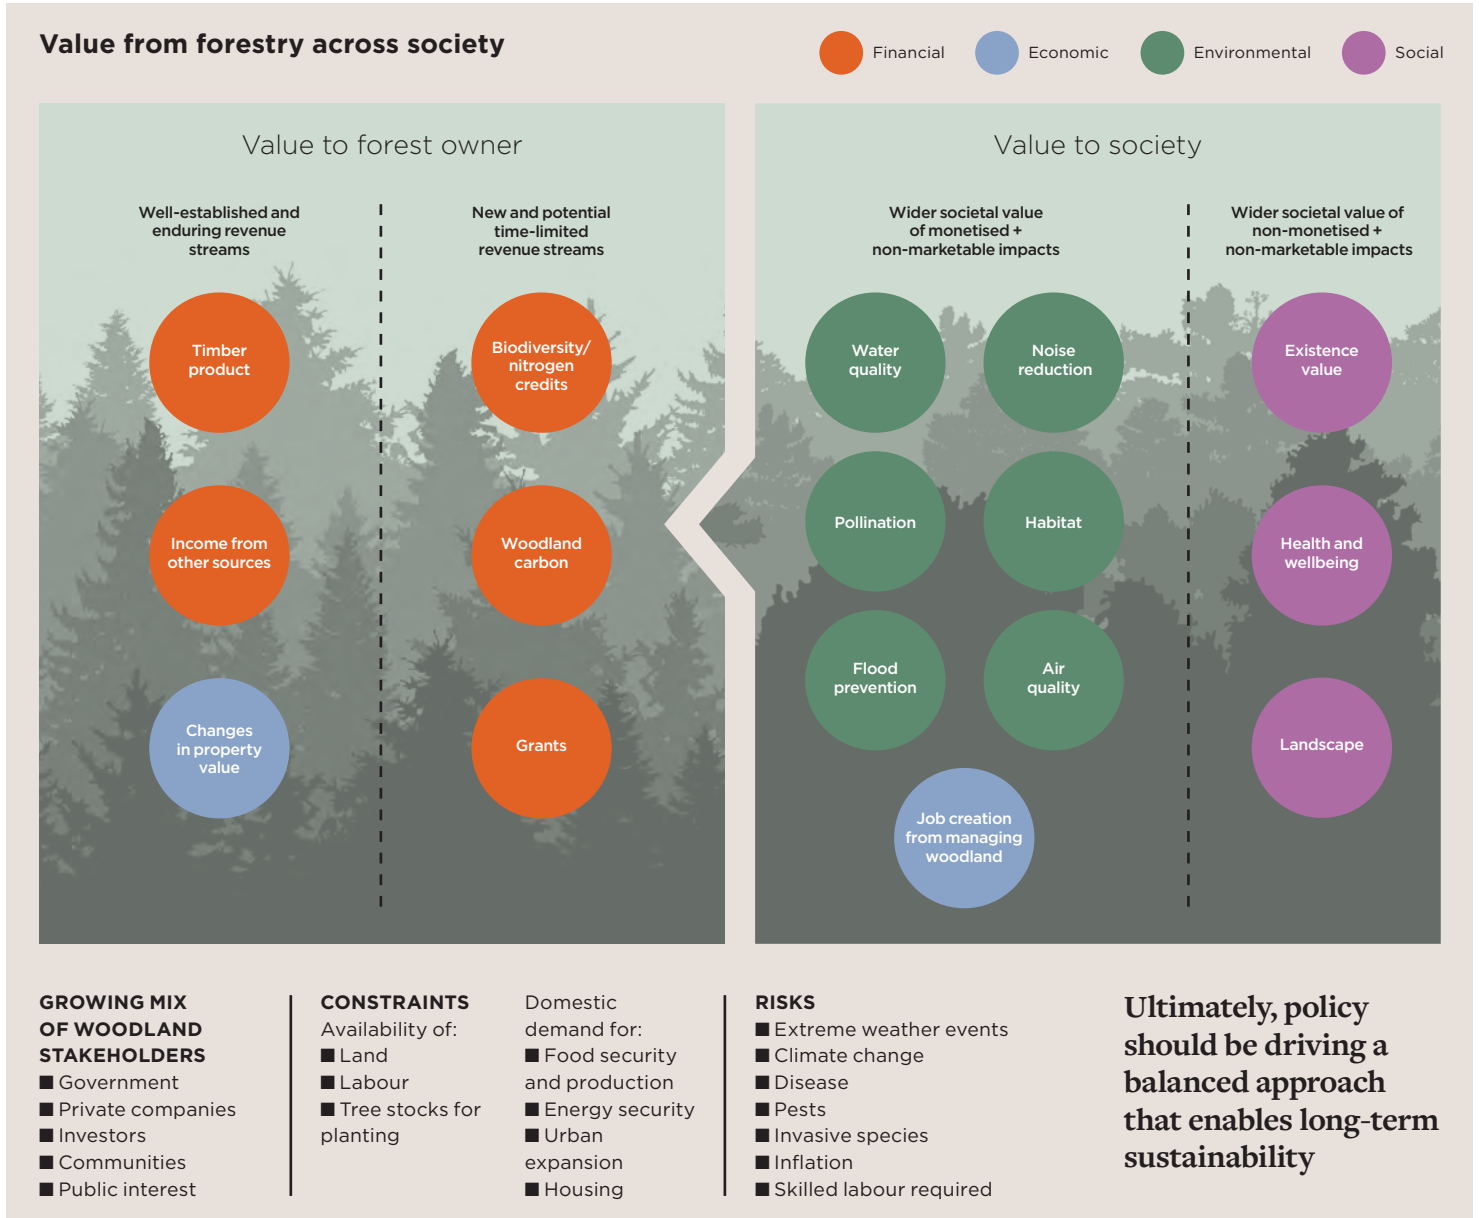 Value from forestry across society
Financial
Economic
Environmental
Social
Value to forest owner
Well-established and
enduring revenue
streams
New and potential
time-limited
revenue streams
Timber
product
Biodiversity/
nitrogen
credits
Income from
other sources
Woodland
carbon
Changes
in property
value
Grants
Value to society
Wider societal value
of monetised +
non-marketable impacts
Wider societal value of
non-monetised +
non-marketable impacts
Water
quality
Noise
reduction
Existence
value
Pollination
Habitat
Health and
wellbeing
Flood
prevention
Air
quality
Landscape
Job creation
from managing
woodland
GROWING MIX
OF WOODLAND
STAKEHOLDERS
■ Government
■ Private companies
■ Investors
■ Communities
■ Public interest
CONSTRAINTS
Availability of:
■ Land
■ Labour
■ Tree stocks for
planting
Domestic
demand for:
■ Food security
and production
■ Energy security
■ Urban
expansion
■ Housing
RISKS
■ Extreme weather events
■ Climate change
■ Disease
■ Pests
■ Invasive species
■ Inflation
■ Skilled labour required
Ultimately, policy
should be driving a
balanced approach
that enables long-term
sustainability